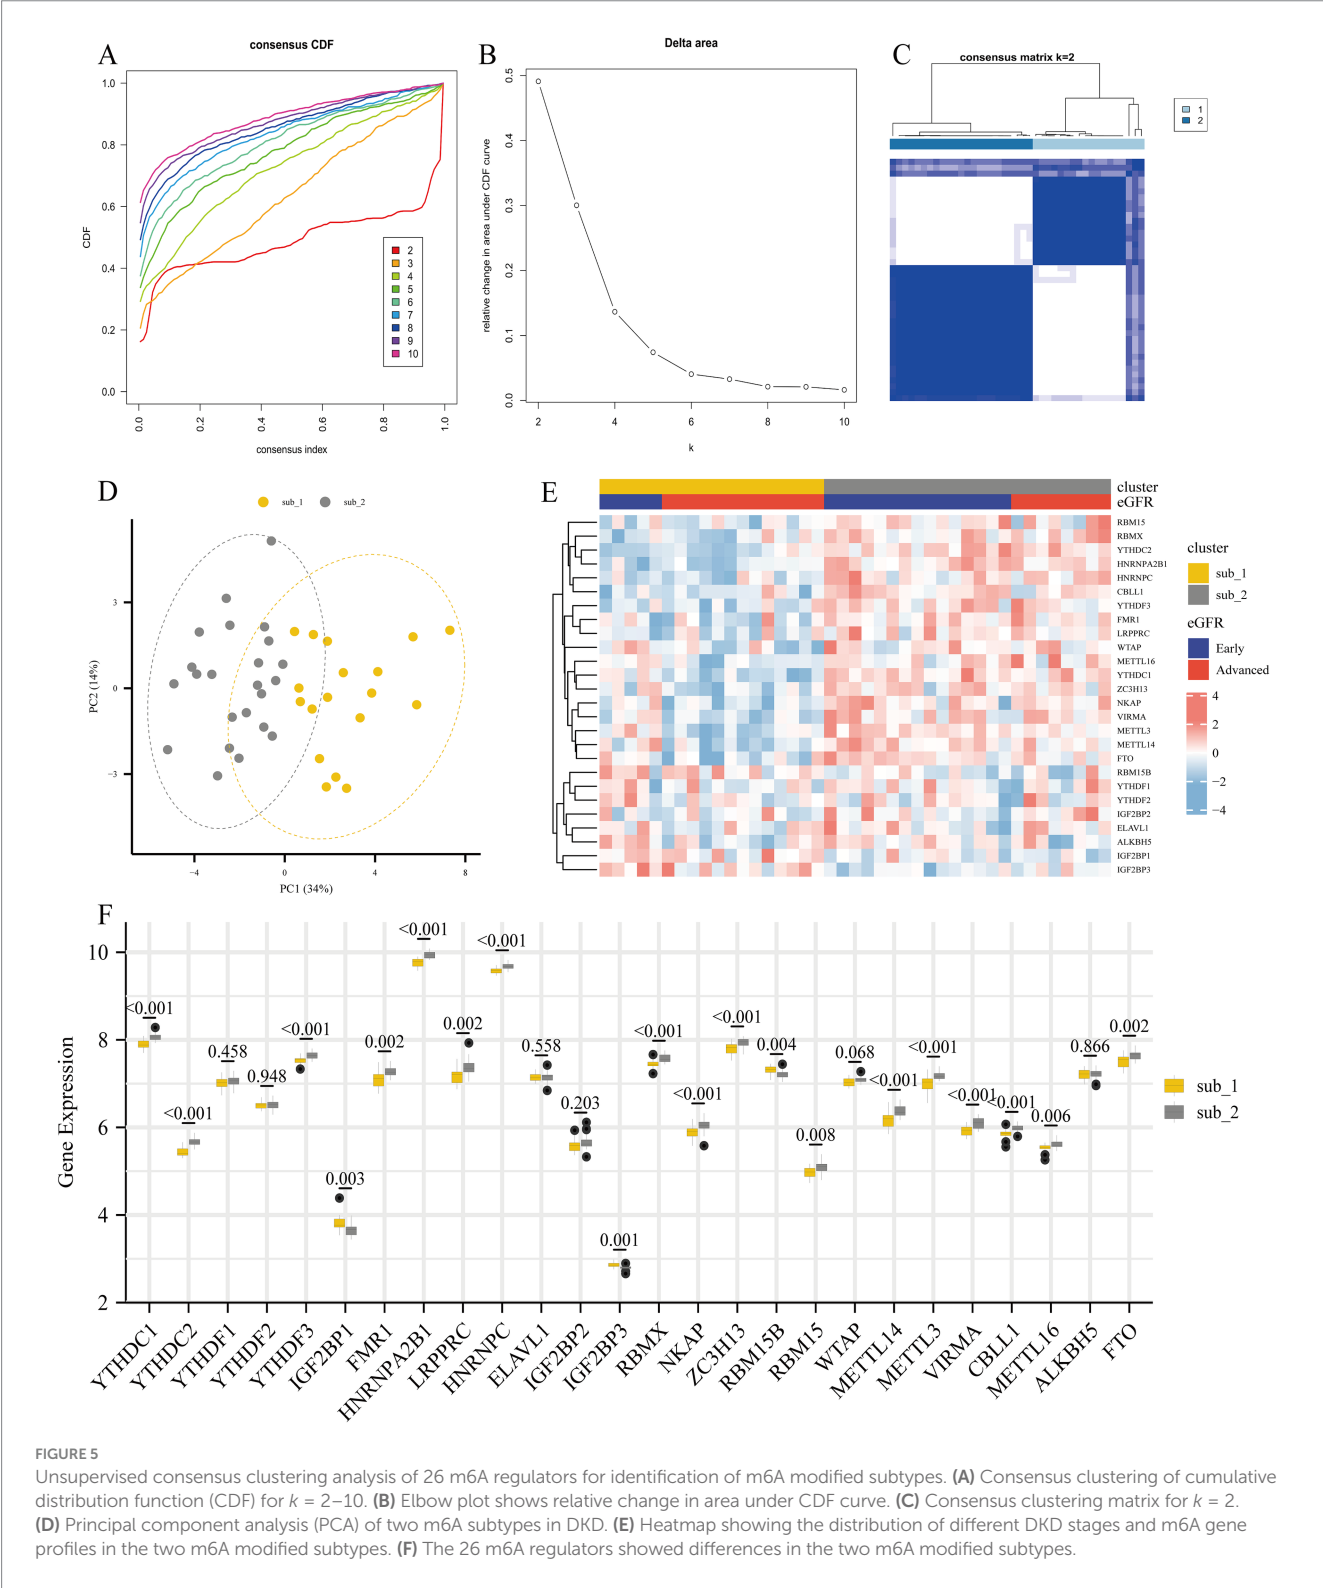 A
consensus CDF
1.0
0.8
0.6
0.4
0.2
0.0
CDF
2
3
4
5
6
7
8
9
10
0.0
0.2
0.4
0.6
0.8
1.0
consensus index
B
Delta area
0.5
0.4
0.3
0.2
0.1
0.0
relative change in area under CDF curve
2
4
6
8
10
k
C
consensus matrix k=2
1
2
D
sub_1
sub_2
3
0
−3
PC2 (14%)
−4
0
4
8
PC1 (34%)
E
cluster
eGFR
RBM15
RBMX
YTHDC2
HNRNPA2B1
HNRNPC
CBLL1
YTHDF3
FMR1
LRPPRC
WTAP
METTL16
YTHDC1
ZC3H13
NKAP
VIRMA
METTL3
METTL14
FTO
RBM15B
YTHDF1
YTHDF2
IGF2BP2
ELAVL1
ALKBH5
IGF2BP1
IGF2BP3
cluster
sub_1
sub_2
eGFR
Early
Advanced
4
2
0
−2
−4
F
10
8
6
4
2
Gene Expression
<0.001
<0.001
0.458
0.948
<0.001
0.003
0.002
<0.001
0.002
<0.001
0.558
0.203
0.001
<0.001
<0.001
<0.001
0.004
0.008
0.068
<0.001
<0.001
<0.001
<0.001
0.006
0.866
0.002
YTHDC1
YTHDC2
YTHDF1
YTHDF2
YTHDF3
IGF2BP1
FMR1
HNRNPA2B1
LRPPRC
HNRNPC
ELAVL1
IGF2BP2
IGF2BP3
RBMX
NKAP
ZC3H13
RBM15B
RBM15
WTAP
METTL14
METTL3
VIRMA
CBLL1
METTL16
ALKBH5
FTO
sub_1
sub_2
FIGURE 5
Unsupervised consensus clustering analysis of 26 m6A regulators for identification of m6A modified subtypes. (A) Consensus clustering of cumulative
distribution function (CDF) for k = 2–10. (B) Elbow plot shows relative change in area under CDF curve. (C) Consensus clustering matrix for k = 2.
(D) Principal component analysis (PCA) of two m6A subtypes in DKD. (E) Heatmap showing the distribution of different DKD stages and m6A gene
profiles in the two m6A modified subtypes. (F) The 26 m6A regulators showed differences in the two m6A modified subtypes.